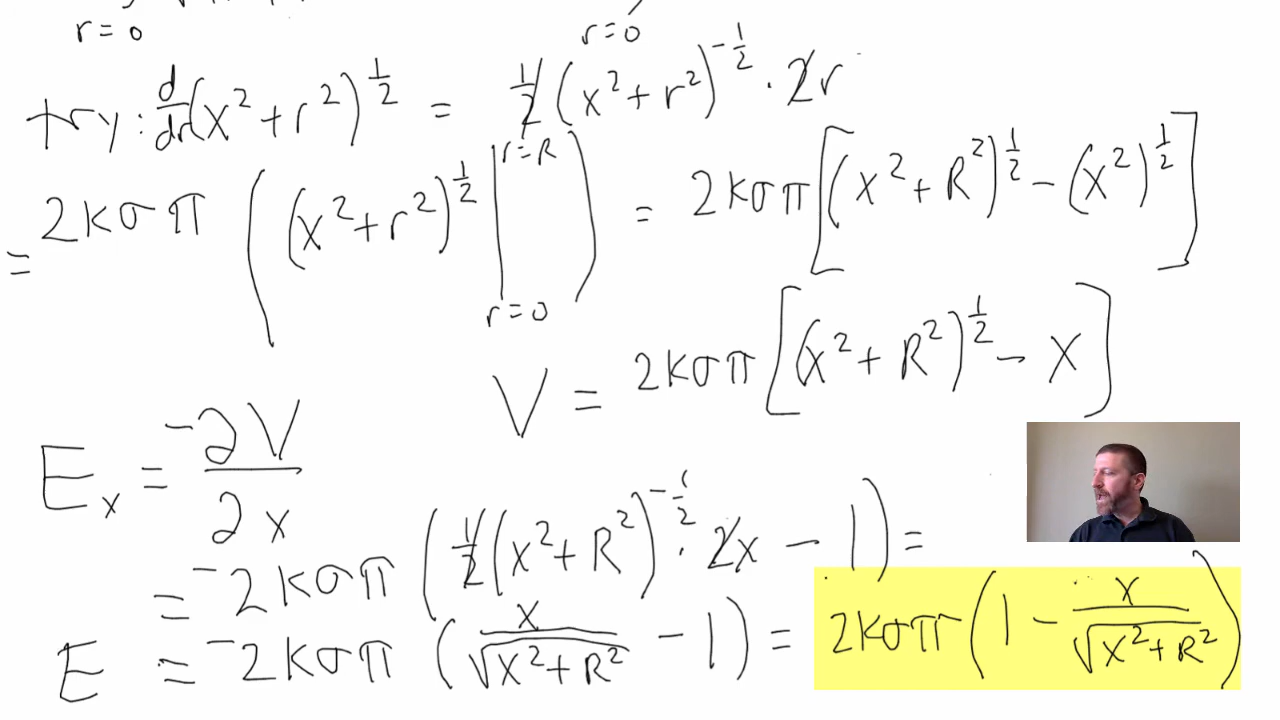 r = 0 r = 0
try: d/dr (x² + r²)^½ = ½ (x² + r²)^-½ · 2r
= 2kσπ ( (x² + r²)^½ |r=R r=0 ) = 2kσπ [ (x² + R²)^½ − (x²)^½ ]
V = 2kσπ [ (x² + R²)^½ − x ]
E_x = −∂V/∂x
= −2kσπ ( ½ (x² + R²)^-½ · 2x − 1 ) =
E = −2kσπ ( x/√(x² + R²) − 1 ) = 2kσπ ( 1 − x/√(x² + R²) )